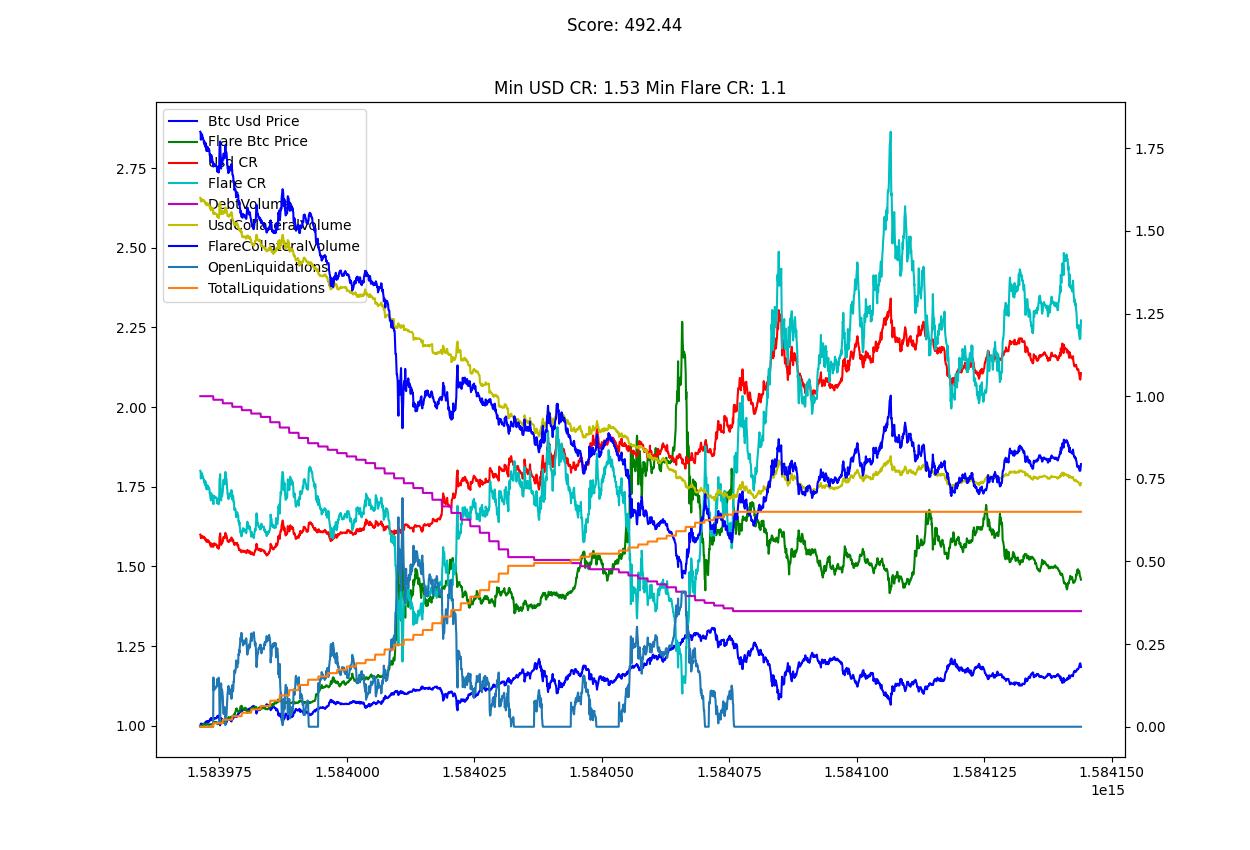 Score: 492.44
Min USD CR: 1.53 Min Flare CR: 1.1
Btc Usd Price
Flare Btc Price
Usd CR
Flare CR
DebtVolume
UsdCollateralVolume
FlareCollateralVolume
OpenLiquidations
TotalLiquidations
2.75
2.50
2.25
2.00
1.75
1.50
1.25
1.00
1.75
1.50
1.25
1.00
0.75
0.50
0.25
0.00
1.583975
1.584000
1.584025
1.584050
1.584075
1.584100
1.584125
1.584150
1e15